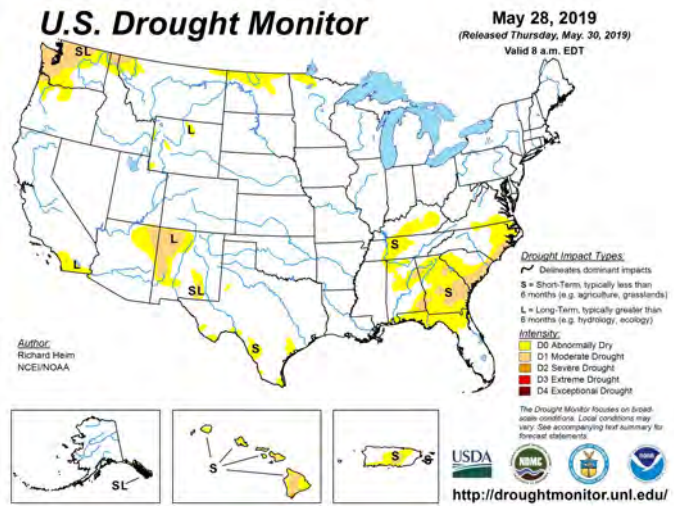 U.S. Drought Monitor
May 28, 2019
(Released Thursday, May. 30, 2019)
Valid 8 a.m. EDT
SL
L
L
L
SL
S
S
S
Drought Impact Types:
Delineates dominant impacts
S = Short-Term, typically less than
6 months (e.g. agriculture, grasslands)
L = Long-Term, typically greater than
6 months (e.g. hydrology, ecology)
Intensity:
D0 Abnormally Dry
D1 Moderate Drought
D2 Severe Drought
D3 Extreme Drought
D4 Exceptional Drought
Author:
Richard Heim
NCEI/NOAA
The Drought Monitor focuses on broad-
scale conditions. Local conditions may
vary. See accompanying text summary for
forecast statements.
SL
S
S
S
USDA
NDMC
noaa
http://droughtmonitor.unl.edu/